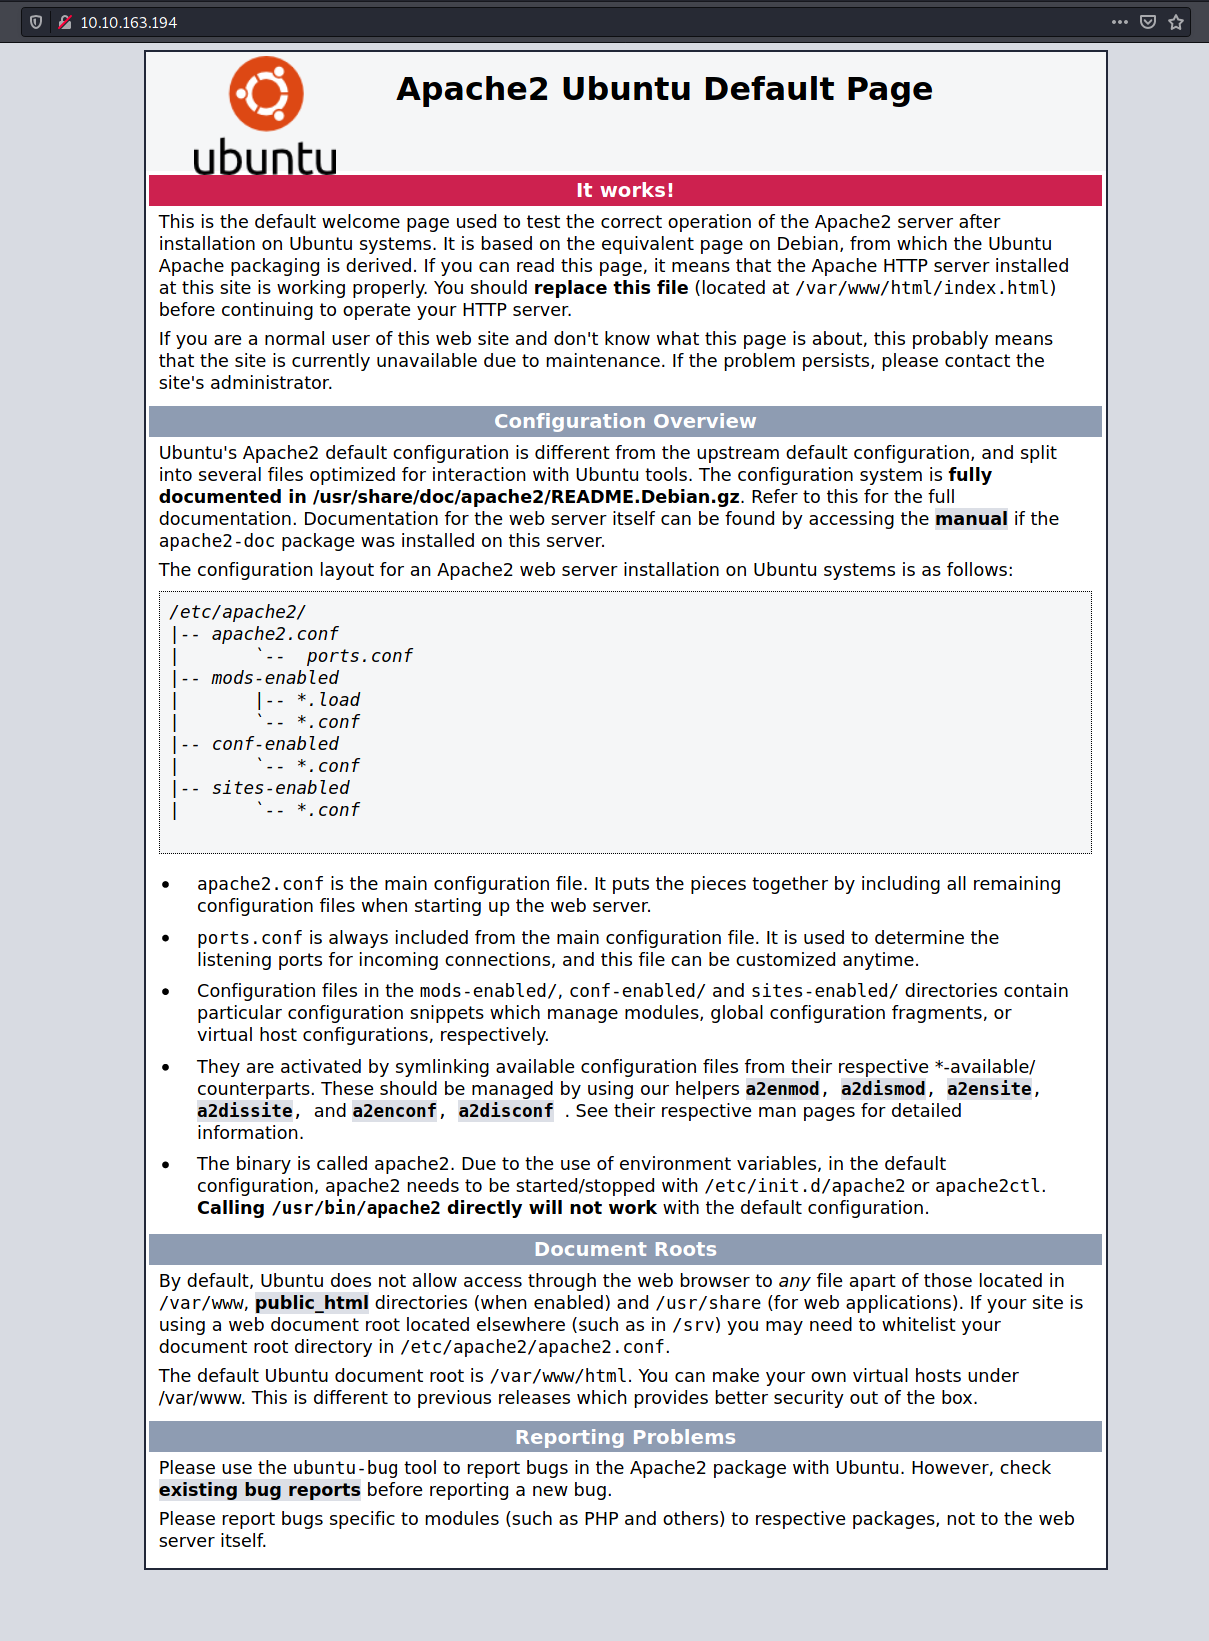 10.10.163.194
ubuntu
Apache2 Ubuntu Default Page
It works!
This is the default welcome page used to test the correct operation of the Apache2 server after
installation on Ubuntu systems. It is based on the equivalent page on Debian, from which the Ubuntu
Apache packaging is derived. If you can read this page, it means that the Apache HTTP server installed
at this site is working properly. You should replace this file (located at /var/www/html/index.html)
before continuing to operate your HTTP server.
If you are a normal user of this web site and don't know what this page is about, this probably means
that the site is currently unavailable due to maintenance. If the problem persists, please contact the
site's administrator.
Configuration Overview
Ubuntu's Apache2 default configuration is different from the upstream default configuration, and split
into several files optimized for interaction with Ubuntu tools. The configuration system is fully
documented in /usr/share/doc/apache2/README.Debian.gz. Refer to this for the full
documentation. Documentation for the web server itself can be found by accessing the manual if the
apache2-doc package was installed on this server.
The configuration layout for an Apache2 web server installation on Ubuntu systems is as follows:
/etc/apache2/
|-- apache2.conf
|       `--  ports.conf
|-- mods-enabled
|       |-- *.load
|       `-- *.conf
|-- conf-enabled
|       `-- *.conf
|-- sites-enabled
|       `-- *.conf
• apache2.conf is the main configuration file. It puts the pieces together by including all remaining
configuration files when starting up the web server.
• ports.conf is always included from the main configuration file. It is used to determine the
listening ports for incoming connections, and this file can be customized anytime.
• Configuration files in the mods-enabled/, conf-enabled/ and sites-enabled/ directories contain
particular configuration snippets which manage modules, global configuration fragments, or
virtual host configurations, respectively.
• They are activated by symlinking available configuration files from their respective *-available/
counterparts. These should be managed by using our helpers a2enmod, a2dismod, a2ensite,
a2dissite, and a2enconf, a2disconf . See their respective man pages for detailed
information.
• The binary is called apache2. Due to the use of environment variables, in the default
configuration, apache2 needs to be started/stopped with /etc/init.d/apache2 or apache2ctl.
Calling /usr/bin/apache2 directly will not work with the default configuration.
Document Roots
By default, Ubuntu does not allow access through the web browser to any file apart of those located in
/var/www, public_html directories (when enabled) and /usr/share (for web applications). If your site is
using a web document root located elsewhere (such as in /srv) you may need to whitelist your
document root directory in /etc/apache2/apache2.conf.
The default Ubuntu document root is /var/www/html. You can make your own virtual hosts under
/var/www. This is different to previous releases which provides better security out of the box.
Reporting Problems
Please use the ubuntu-bug tool to report bugs in the Apache2 package with Ubuntu. However, check
existing bug reports before reporting a new bug.
Please report bugs specific to modules (such as PHP and others) to respective packages, not to the web
server itself.